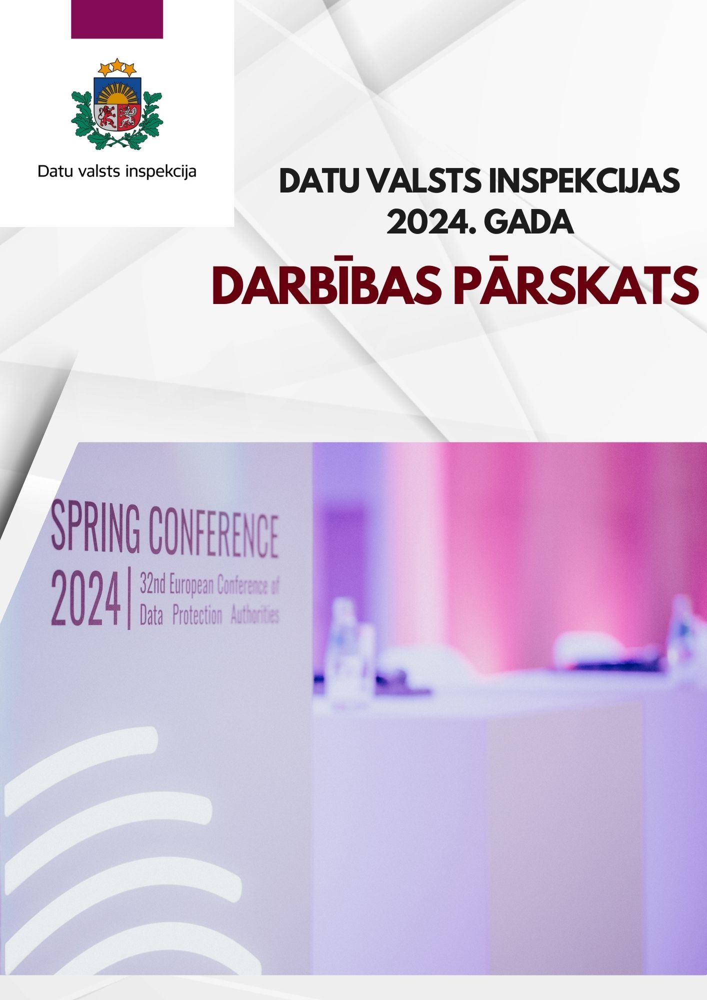 Datu valsts inspekcija
DATU VALSTS INSPEKCIJAS
2024. GADA
DARBĪBAS PĀRSKATS
SPRING CONFERENCE
2024
32nd European Conference of
Data Protection Authorities